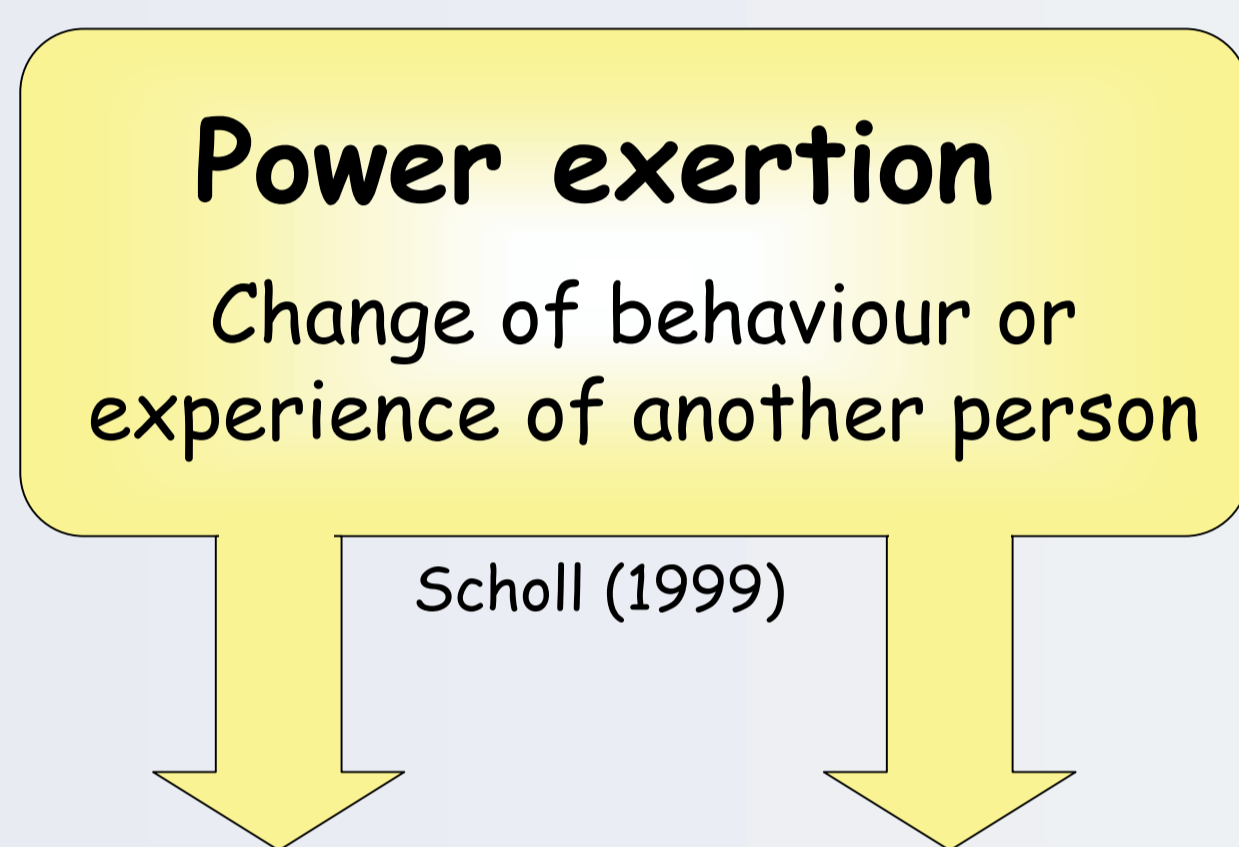 Power exertion
Change of behaviour or
experience of another person
Scholl (1999)